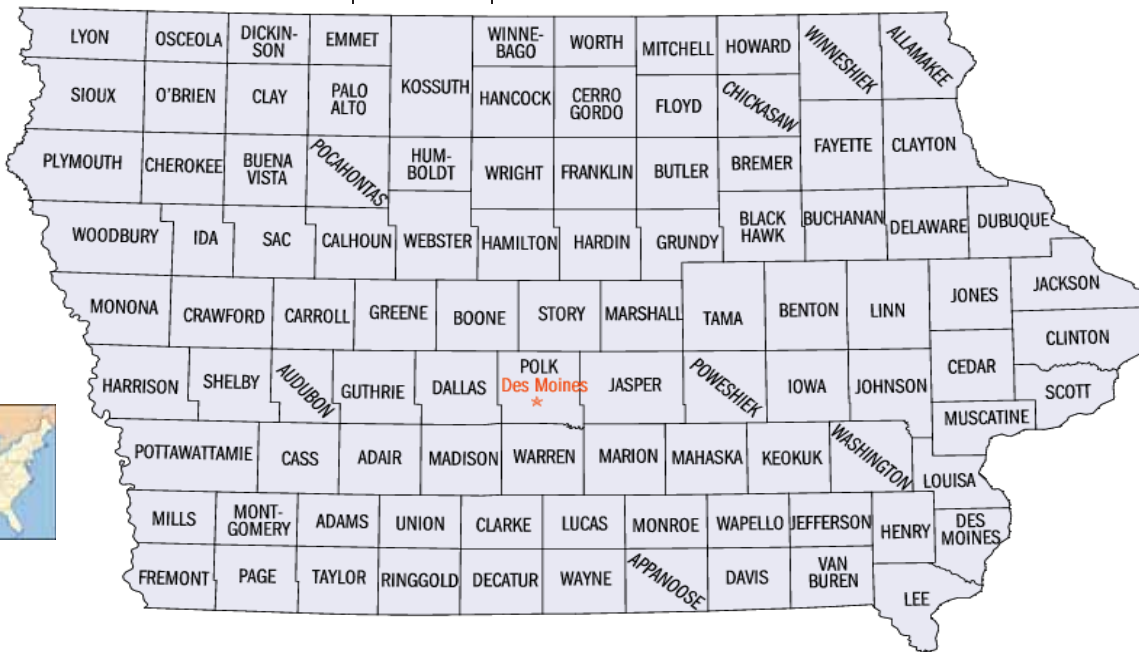 LYON
OSCEOLA
DICKIN-
SON
EMMET
KOSSUTH
WINNE-
BAGO
WORTH
MITCHELL
HOWARD
WINNESHIEK
ALLAMAKEE
SIOUX
O'BRIEN
CLAY
PALO
ALTO
HANCOCK
CERRO
GORDO
FLOYD
CHICKASAW
FAYETTE
CLAYTON
PLYMOUTH
CHEROKEE
BUENA
VISTA
POCAHONTAS
HUM-
BOLDT
WRIGHT
FRANKLIN
BUTLER
BREMER
WOODBURY
IDA
SAC
CALHOUN
WEBSTER
HAMILTON
HARDIN
GRUNDY
BLACK
HAWK
BUCHANAN
DELAWARE
DUBUQUE
MONONA
CRAWFORD
CARROLL
GREENE
BOONE
STORY
MARSHALL
TAMA
BENTON
LINN
JONES
JACKSON
CLINTON
HARRISON
SHELBY
AUDUBON
GUTHRIE
DALLAS
POLK
Des Moines
*
JASPER
POWESHIEK
IOWA
JOHNSON
CEDAR
SCOTT
MUSCATINE
POTTAWATTAMIE
CASS
ADAIR
MADISON
WARREN
MARION
MAHASKA
KEOKUK
WASHINGTON
LOUISA
MILLS
MONT-
GOMERY
ADAMS
UNION
CLARKE
LUCAS
MONROE
WAPELLO
JEFFERSON
HENRY
DES
MOINES
FREMONT
PAGE
TAYLOR
RINGGOLD
DECATUR
WAYNE
APPANOOSE
DAVIS
VAN
BUREN
LEE